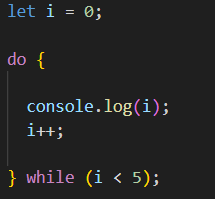 let i = 0;
do {
console.log(i);
i++;
} while (i < 5);